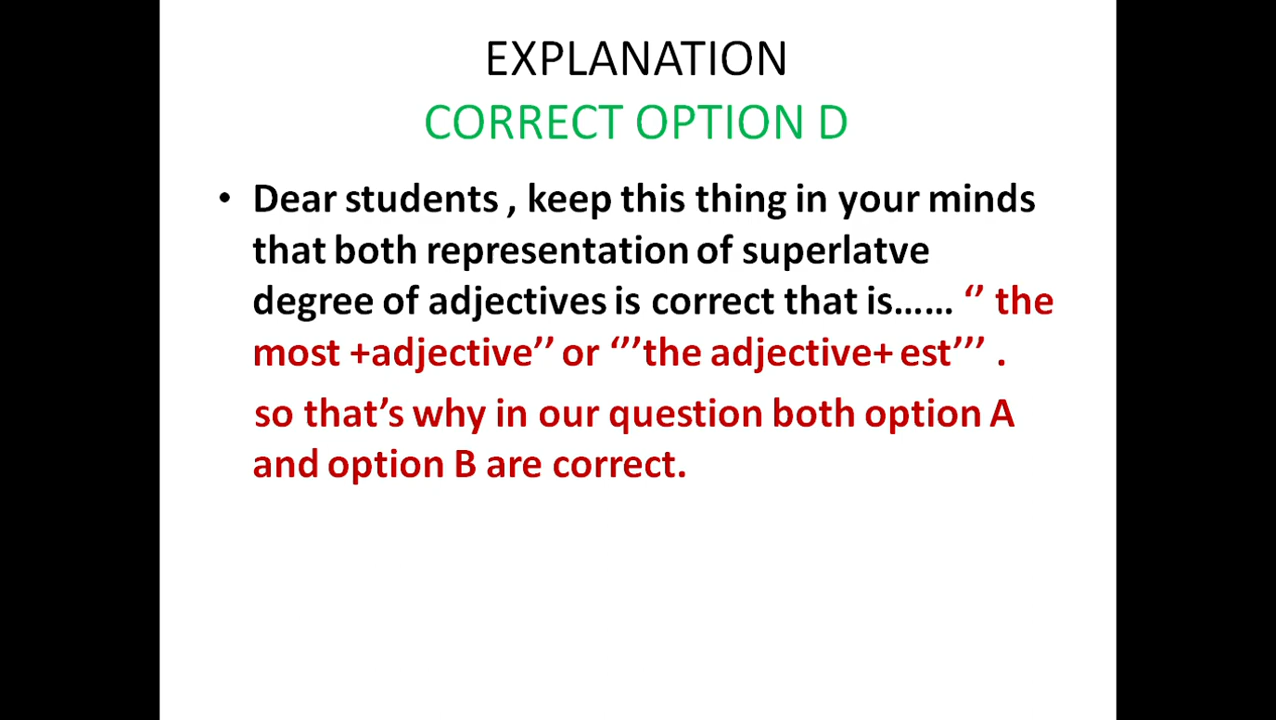 EXPLANATION
CORRECT OPTION D
• Dear students , keep this thing in your minds
that both representation of superlatve
degree of adjectives is correct that is…… ‘’ the
most +adjective’’ or ‘’’the adjective+ est’’’ .
so that’s why in our question both option A
and option B are correct.